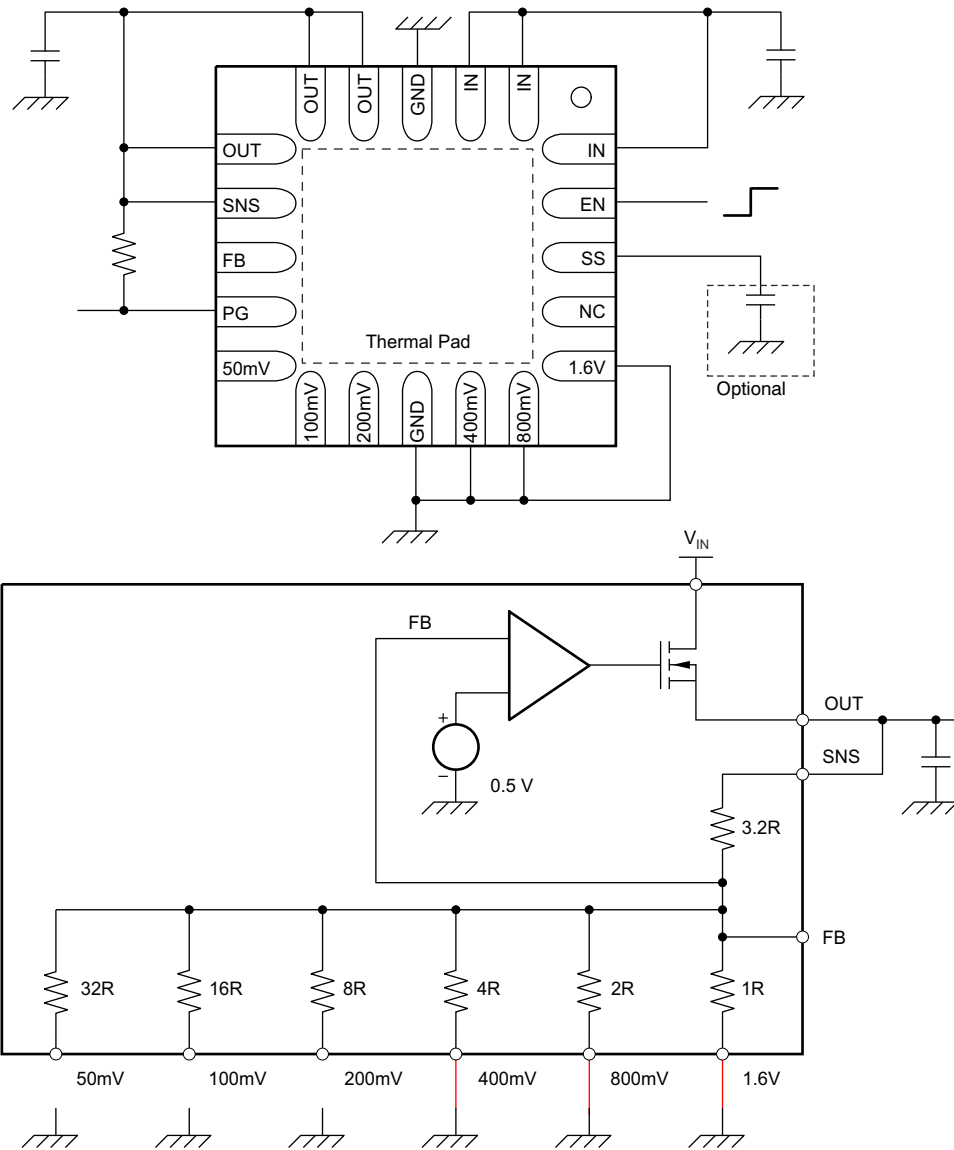 OUT
OUT
GND
IN
IN
OUT
IN
SNS
EN
FB
SS
PG
NC
Thermal Pad
50mV
1.6V
100mV
200mV
GND
400mV
800mV
Optional
VIN
FB
OUT
+
SNS
−
0.5 V
3.2R
FB
32R
16R
8R
4R
2R
1R
50mV
100mV
200mV
400mV
800mV
1.6V